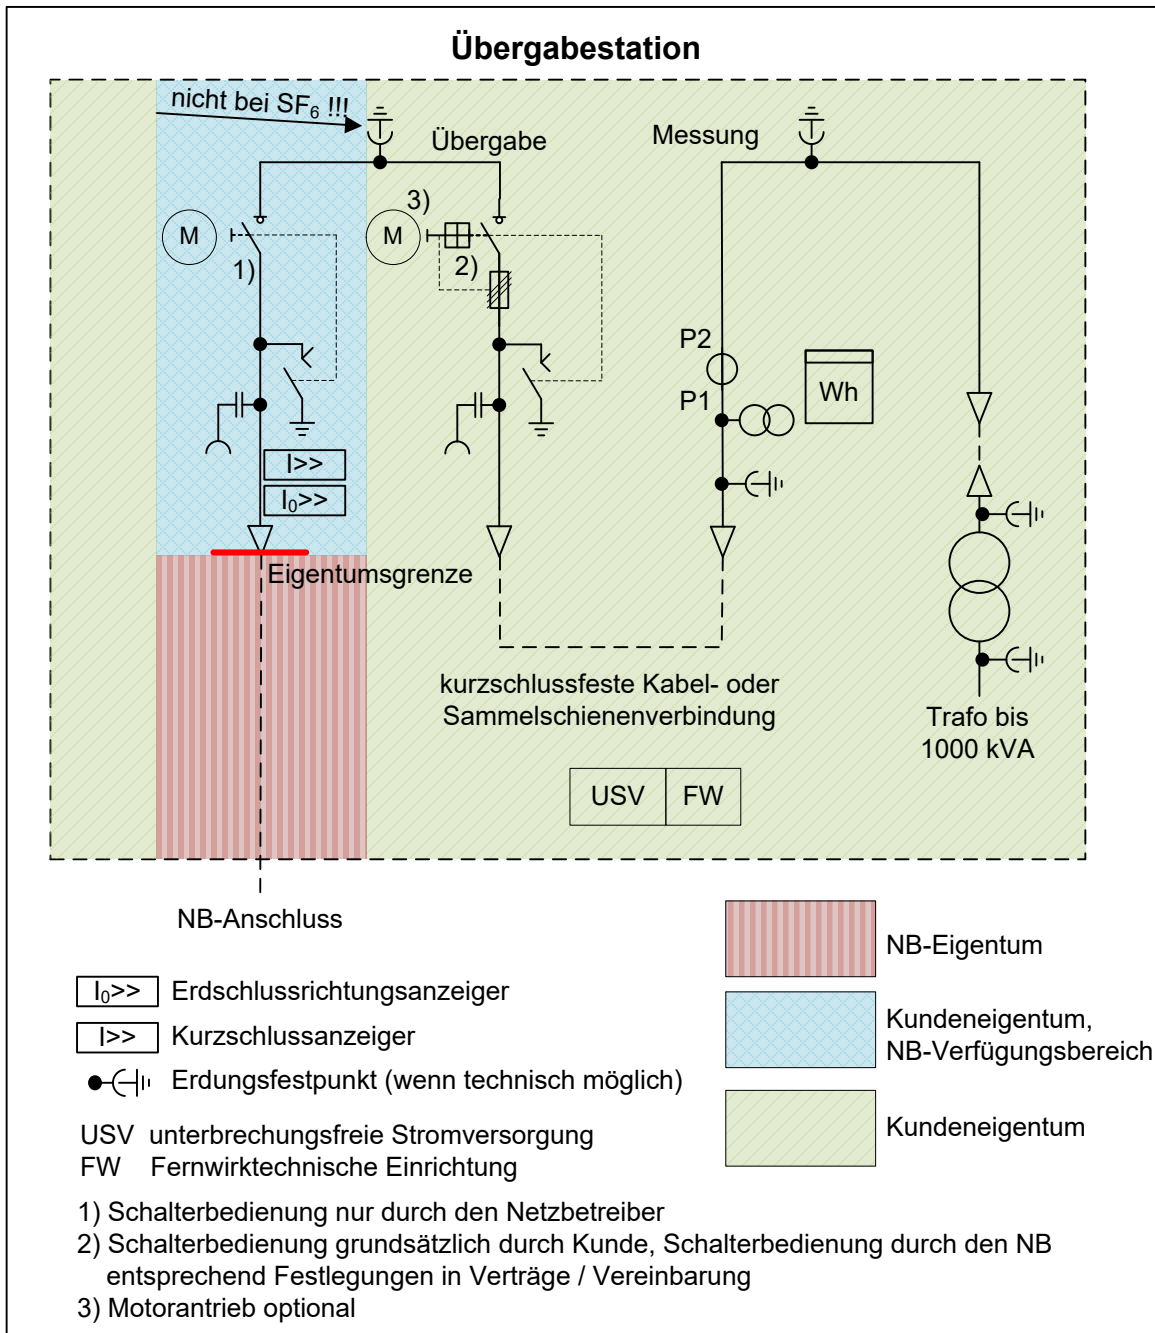 Übergabestation
nicht bei SF₆ !!!
Übergabe
Messung
3)
M
M
1)
2)
P2
P1
Wh
I>>
I₀>>
Eigentumsgrenze
kurzschlussfeste Kabel- oder
Sammelschienenverbindung
Trafo bis
1000 kVA
USV
FW
NB-Anschluss
NB-Eigentum
I₀>> Erdschlussrichtungsanzeiger
I>> Kurzschlussanzeiger
Kundeneigentum,
NB-Verfügungsbereich
Erdungsfestpunkt (wenn technisch möglich)
Kundeneigentum
USV unterbrechungsfreie Stromversorgung
FW Fernwirktechnische Einrichtung
1) Schalterbedienung nur durch den Netzbetreiber
2) Schalterbedienung grundsätzlich durch Kunde, Schalterbedienung durch den NB
entsprechend Festlegungen in Verträge / Vereinbarung
3) Motorantrieb optional